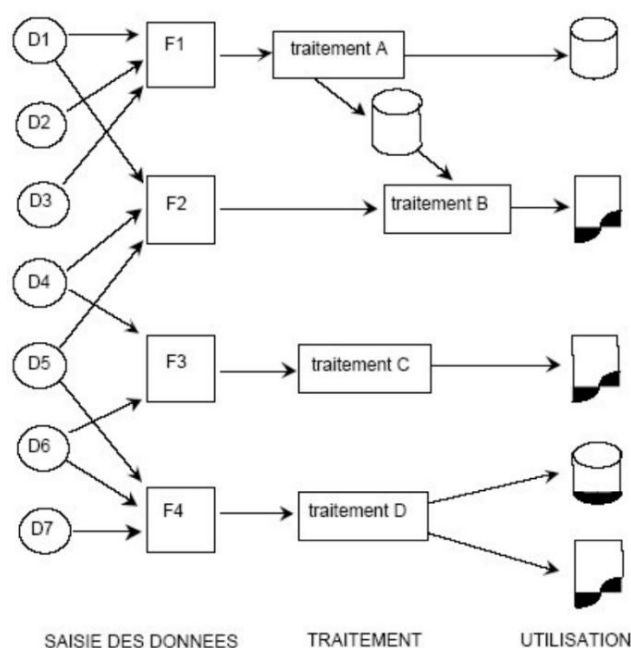 D1
F1
traitement A
D2
D3
F2
traitement B
D4
D5
F3
traitement C
D6
F4
traitement D
D7
SAISIE DES DONNEES
TRAITEMENT
UTILISATION